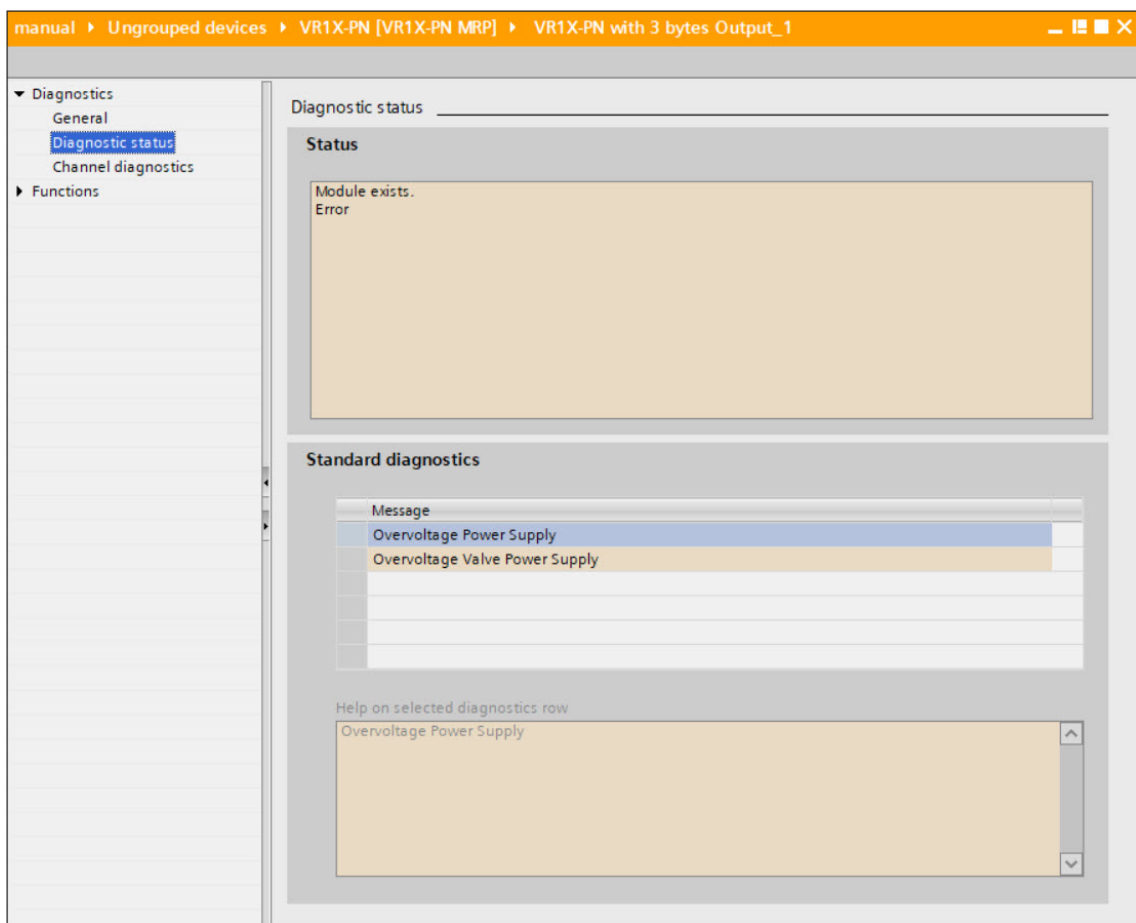 manual Ungrouped devices VR1X-PN [VR1X-PN MRP] VR1X-PN with 3 bytes Output_1
Diagnostics
General
Diagnostic status
Channel diagnostics
Functions
Diagnostic status
Status
Module exists.
Error
Standard diagnostics
Message
Overvoltage Power Supply
Overvoltage Valve Power Supply
Help on selected diagnostics row
Overvoltage Power Supply